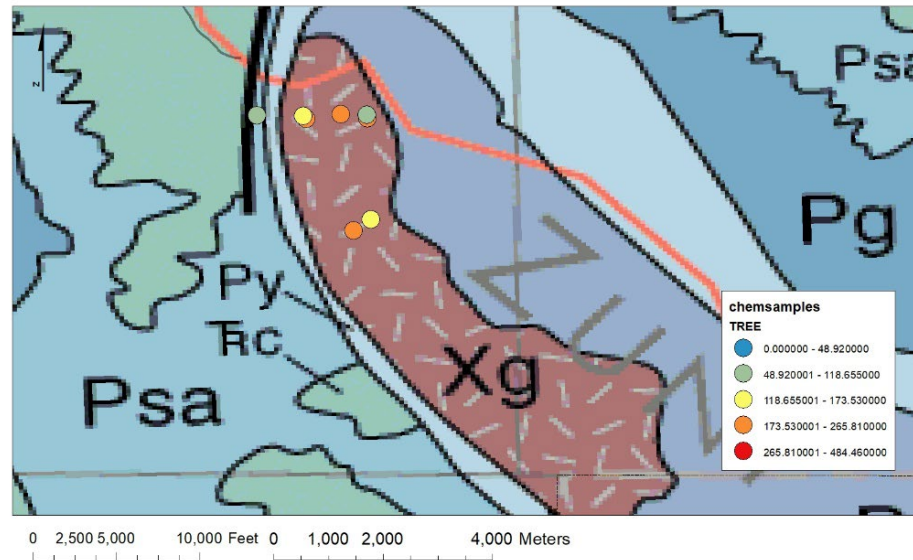 N
Psa
Pg
Py
Trc
Psa
Xg
ZUN
chemsamples
TREE
0.000000 - 48.920000
48.920001 - 118.655000
118.655001 - 173.530000
173.530001 - 265.810000
265.810001 - 484.460000
0 2,500 5,000 10,000 Feet
0 1,000 2,000 4,000 Meters